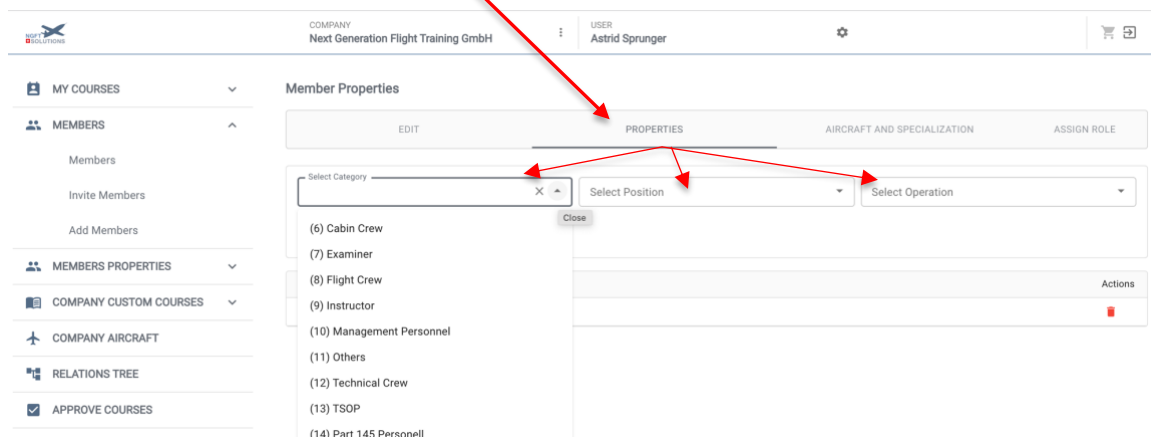 NGFT
SOLUTIONS
COMPANY
Next Generation Flight Training GmbH
USER
Astrid Sprunger
MY COURSES
MEMBERS
Members
Invite Members
Add Members
MEMBERS PROPERTIES
COMPANY CUSTOM COURSES
COMPANY AIRCRAFT
RELATIONS TREE
APPROVE COURSES
Member Properties
EDIT PROPERTIES AIRCRAFT AND SPECIALIZATION ASSIGN ROLE
Select Category
Select Position Select Operation
Close
(6) Cabin Crew
(7) Examiner
(8) Flight Crew
(9) Instructor
(10) Management Personnel
(11) Others
(12) Technical Crew
(13) TSOP
(14) Part 145 Personell
Actions